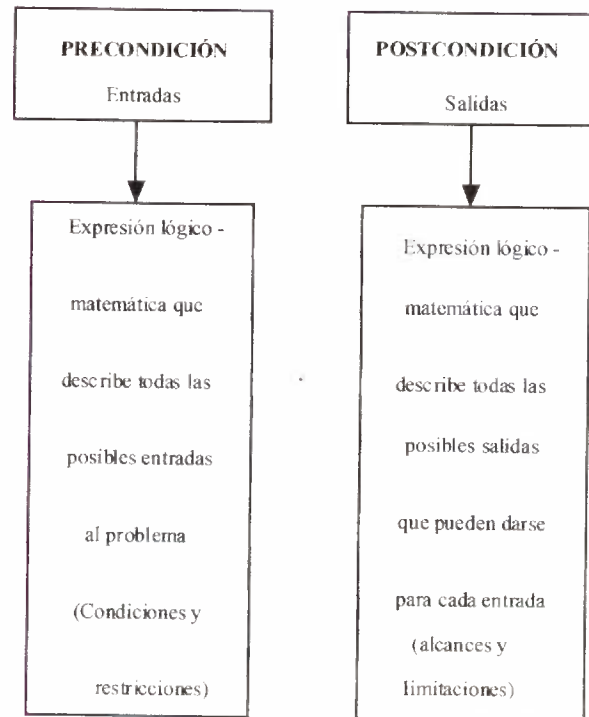 PRECONDICIÓN
Entradas
Expresión lógico -
matemática que
describe todas las
posibles entradas
al problema
(Condiciones y
restricciones)
POSTCONDICIÓN
Salidas
Expresión lógico -
matemática que
describe todas las
posibles salidas
que pueden darse
para cada entrada
(alcances y
limitaciones)